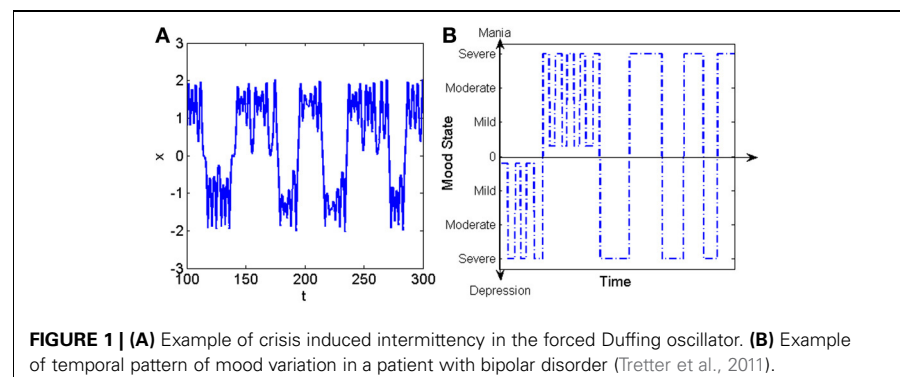 A
3
2
1
0
-1
-2
-3
x
100
150
200
250
300
t
B
Mania
Severe
Moderate
Mild
0
Mild
Moderate
Severe
Mood State
Time
Depression
FIGURE 1 | (A) Example of crisis induced intermittency in the forced Duffing oscillator. (B) Example
of temporal pattern of mood variation in a patient with bipolar disorder (Tretter et al., 2011).